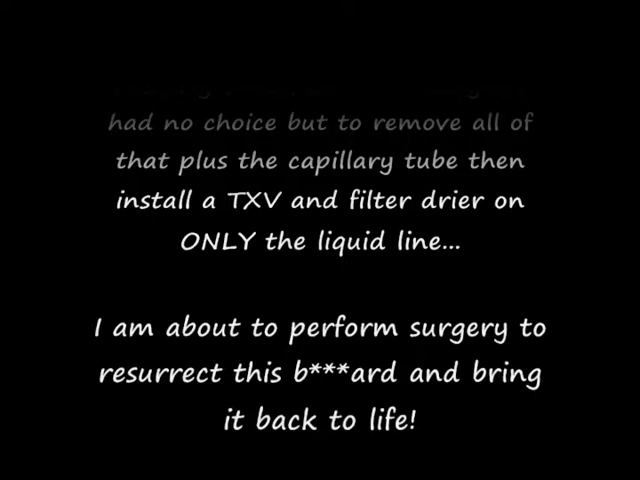 had no choice but to remove all of
that plus the capillary tube then
install a TXV and filter drier on
ONLY the liquid line...
I am about to perform surgery to
resurrect this b***ard and bring
it back to life!